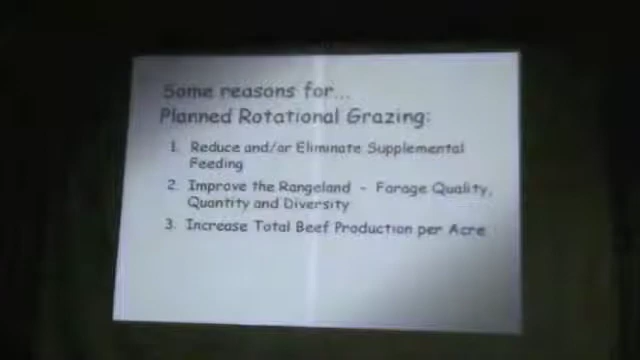 Some reasons for...
Planned Rotational Grazing:
1. Reduce and/or Eliminate Supplemental
Feeding
2. Improve the Rangeland - Forage Quality,
Quantity and Diversity
3. Increase Total Beef Production per Acre